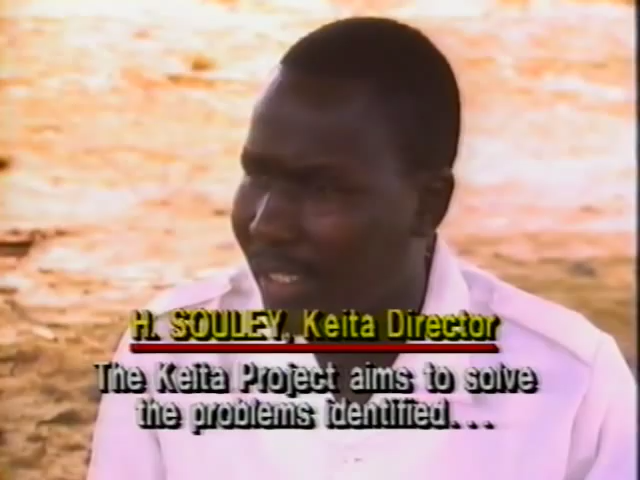 H. SOULEY, Keita Director
The Keita Project aims to solve
the problems identified...